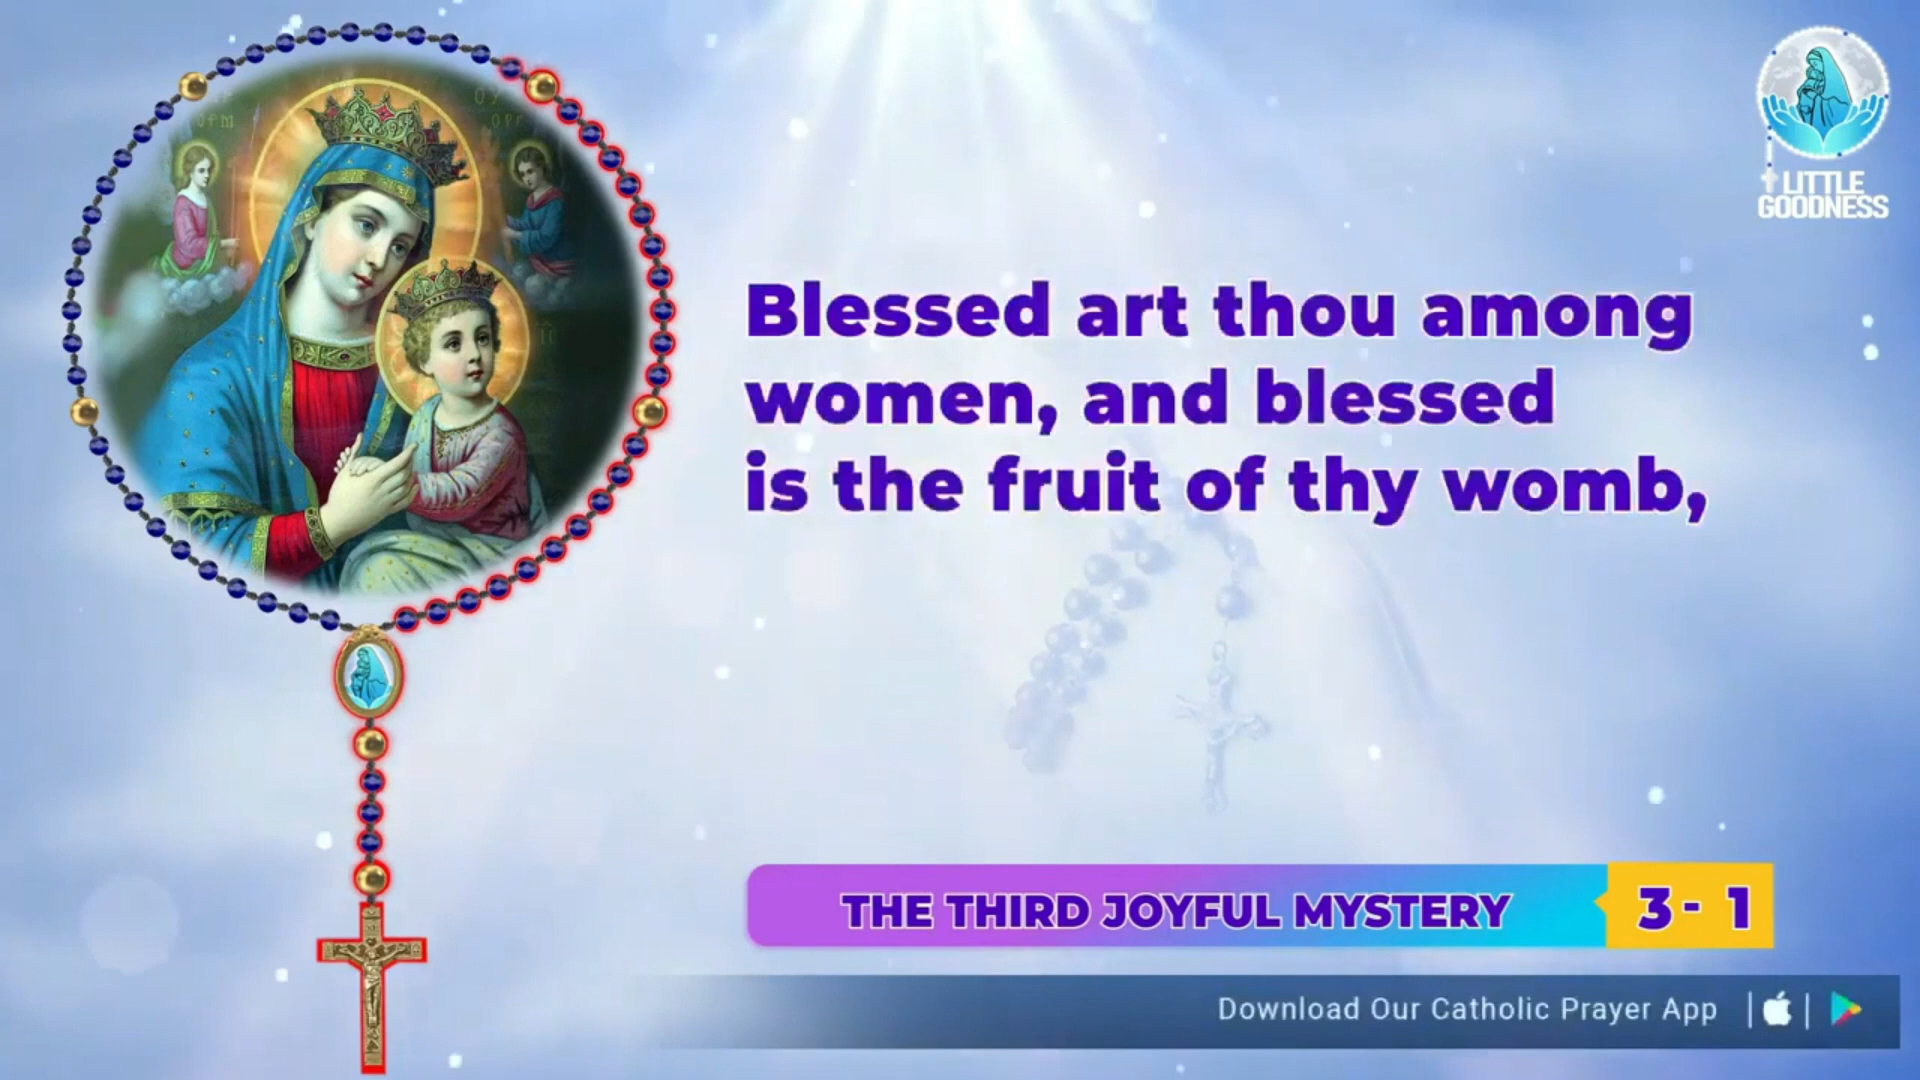 LITTLE
GOODNESS
Blessed art thou among
women, and blessed
is the fruit of thy womb,
THE THIRD JOYFUL MYSTERY
3- 1
Download Our Catholic Prayer App